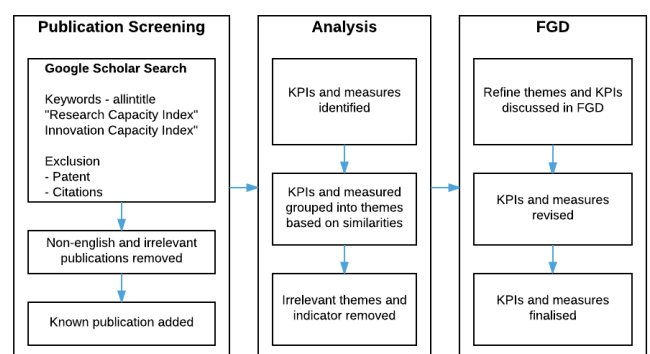 Publication Screening
Google Scholar Search
Keywords - allintitle
"Research Capacity Index"
Innovation Capacity Index"
Exclusion
- Patent
- Citations
Non-english and irrelevant
publications removed
Known publication added
Analysis
KPIs and measures
identified
KPIs and measured
grouped into themes
based on similarities
Irrelevant themes and
indicator removed
FGD
Refine themes and KPIs
discussed in FGD
KPIs and measures
revised
KPIs and measures
finalised